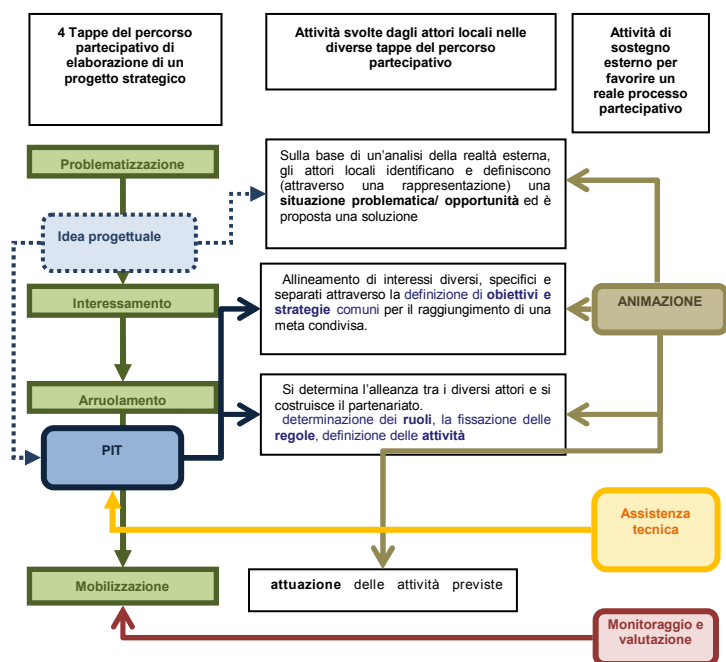 4 Tappe del percorso
partecipativo di
elaborazione di un
progetto strategico
Attività svolte dagli attori locali nelle
diverse tappe del percorso
partecipativo
Attività di
sostegno
esterno per
favorire un
reale processo
partecipativo
Problematizzazione
Sulla base di un'analisi della realtà esterna,
gli attori locali identificano e definiscono
(attraverso una rappresentazione) una
situazione problematica/ opportunità ed è
proposta una soluzione
Idea progettuale
Interessamento
Allineamento di interessi diversi, specifici e
separati attraverso la definizione di obiettivi e
strategie comuni per il raggiungimento di una
meta condivisa.
ANIMAZIONE
Arruolamento
Si determina l'alleanza tra i diversi attori e si
costruisce il partenariato.
determinazione dei ruoli, la fissazione delle
regole, definizione delle attività
PIT
Assistenza
tecnica
Mobilizzazione
attuazione delle attività previste
Monitoraggio e
valutazione